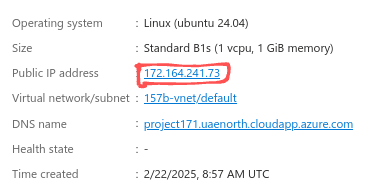 Operating system : Linux (ubuntu 24.04)
Size : Standard B1s (1 vcpu, 1 GiB memory)
Public IP address : 172.164.241.73
Virtual network/subnet : 157b-vnet/default
DNS name : project171.uaenorth.cloudapp.azure.com
Health state : -
Time created : 2/22/2025, 8:57 AM UTC